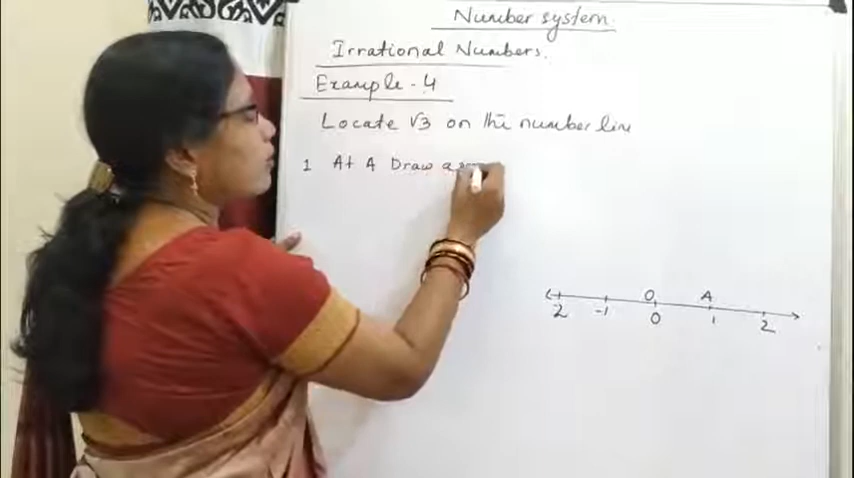 Number system
Irrational Numbers.
Example - 4
Locate √3 on the number line
1 At A Draw a
O A
2 -1 0 1 2